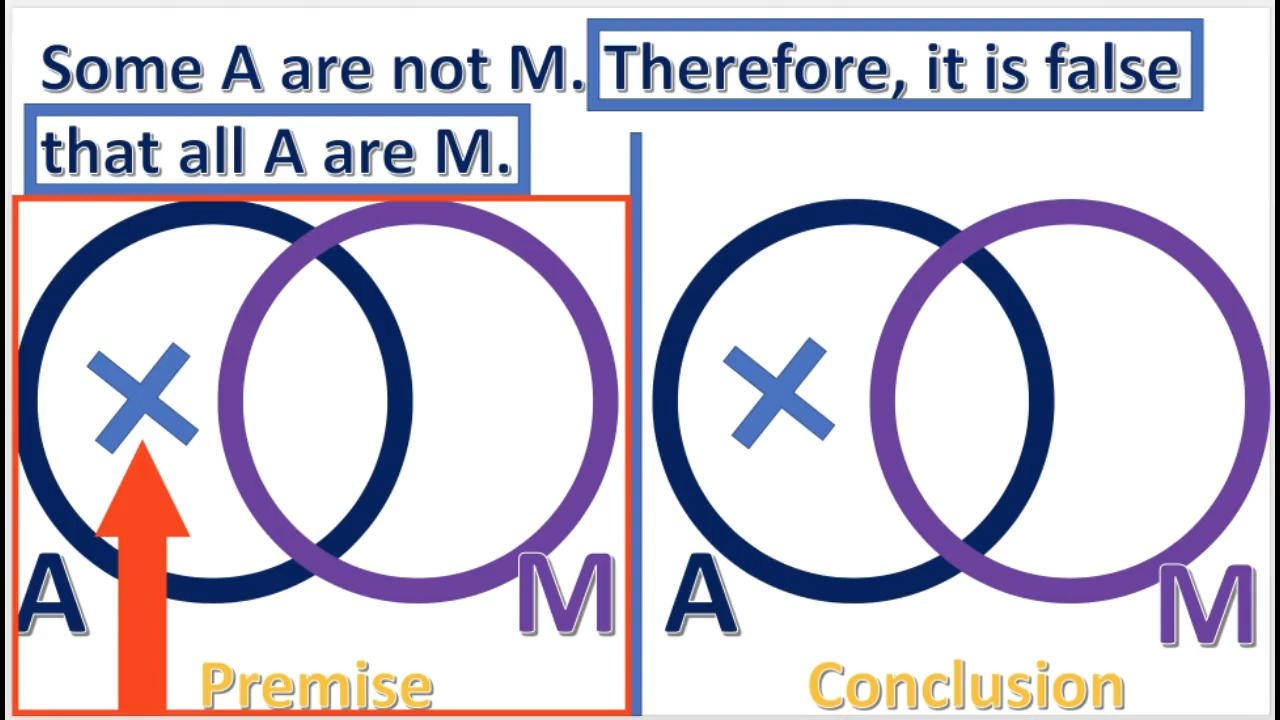 Some A are not M. Therefore, it is false
that all A are M.
A
M
A
M
Premise
Conclusion